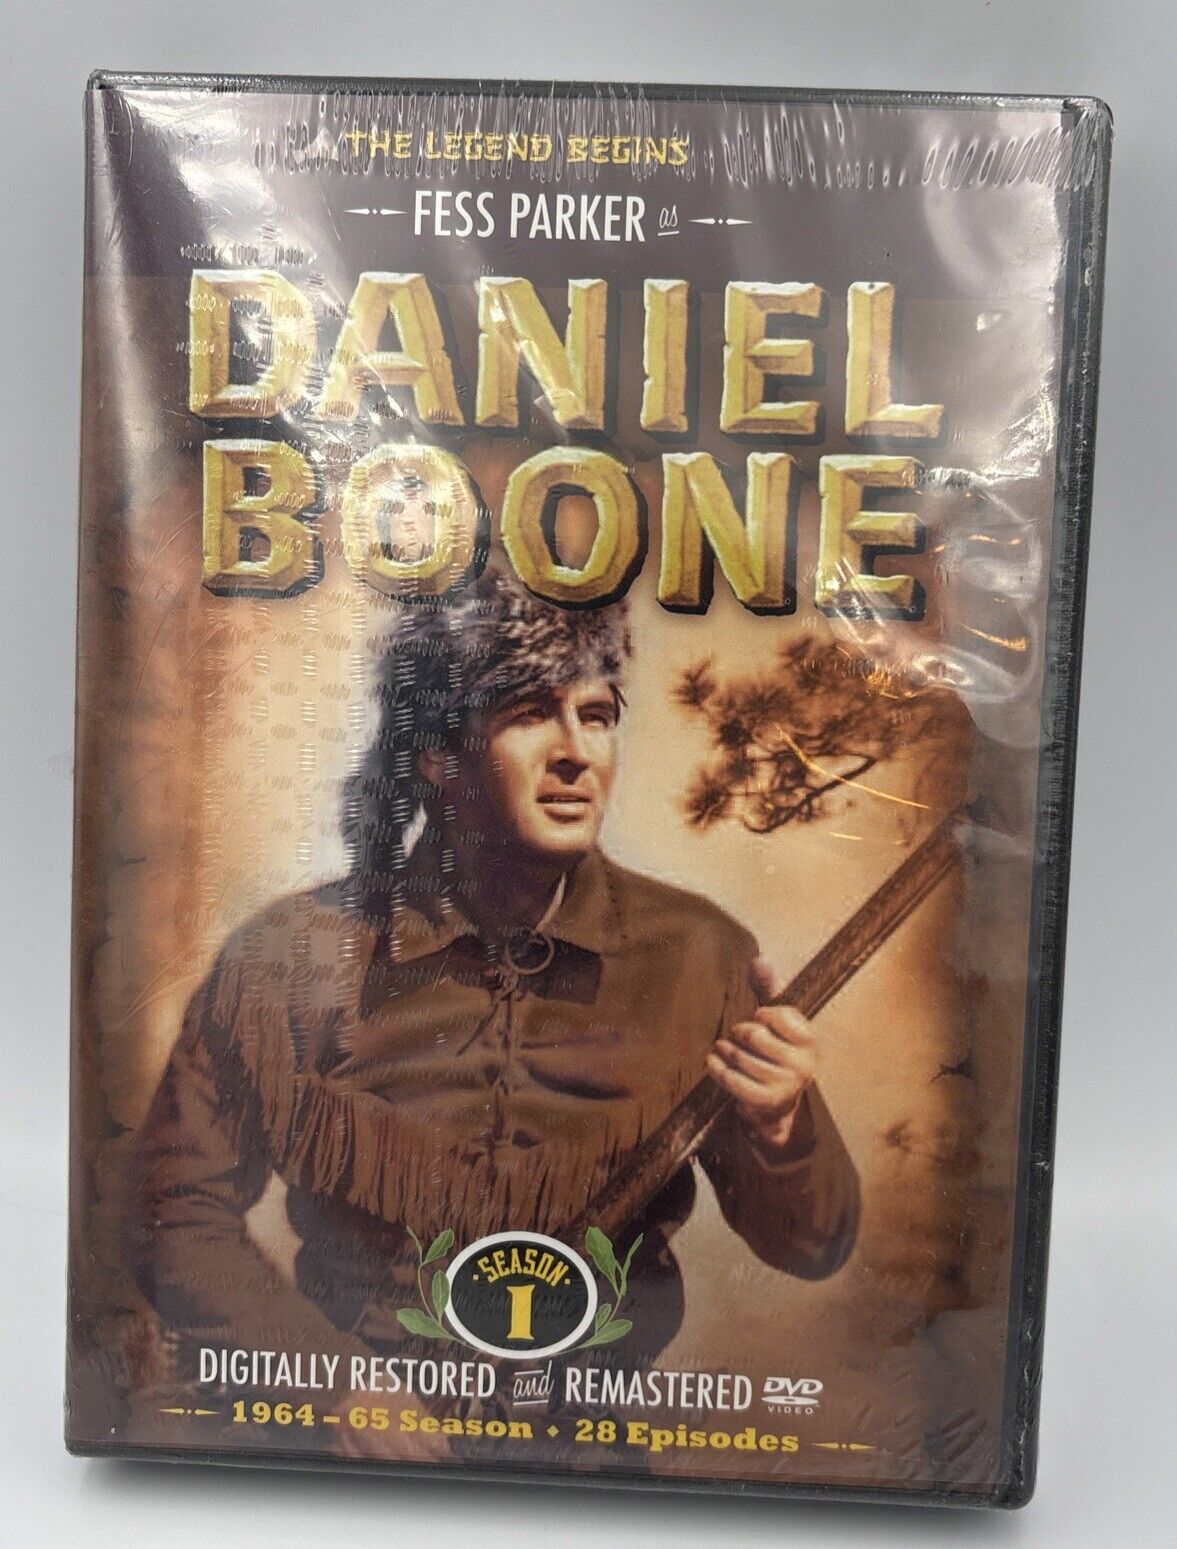 THE LEGEND BEGINS
FESS PARKER as
DANIEL
BOONE
SEASON
1
DIGITALLY RESTORED and REMASTERED DVD
VIDEO
1964-65 Season • 28 Episodes